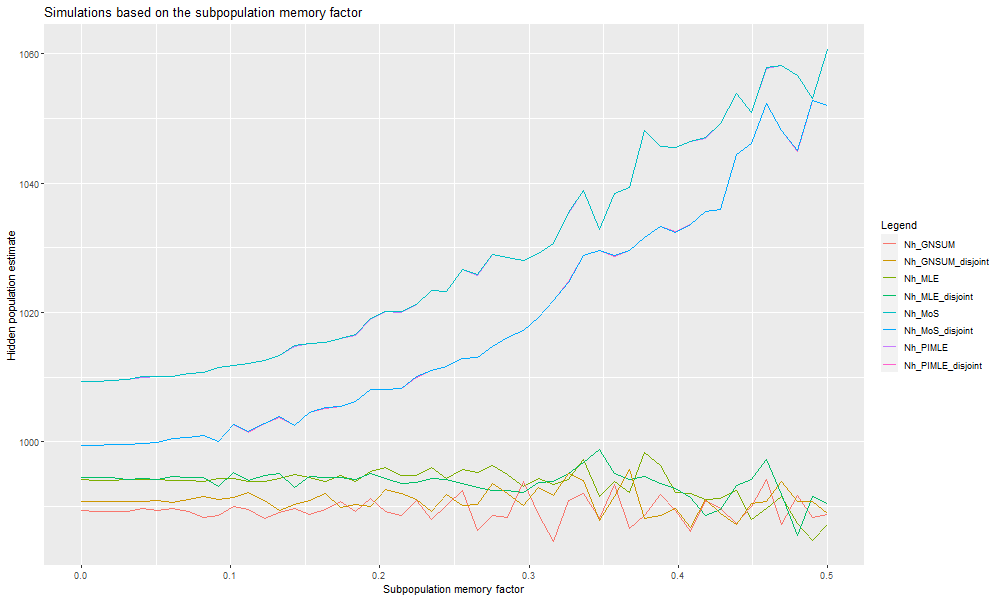 Simulations based on the subpopulation memory factor
1060
1040
1020
1000
Hidden population estimate
0.0
0.1
0.2
0.3
0.4
0.5
Subpopulation memory factor
Legend
Nh_GNSUM
Nh_GNSUM_disjoint
Nh_MLE
Nh_MLE_disjoint
Nh_MoS
Nh_MoS_disjoint
Nh_PIMLE
Nh_PIMLE_disjoint